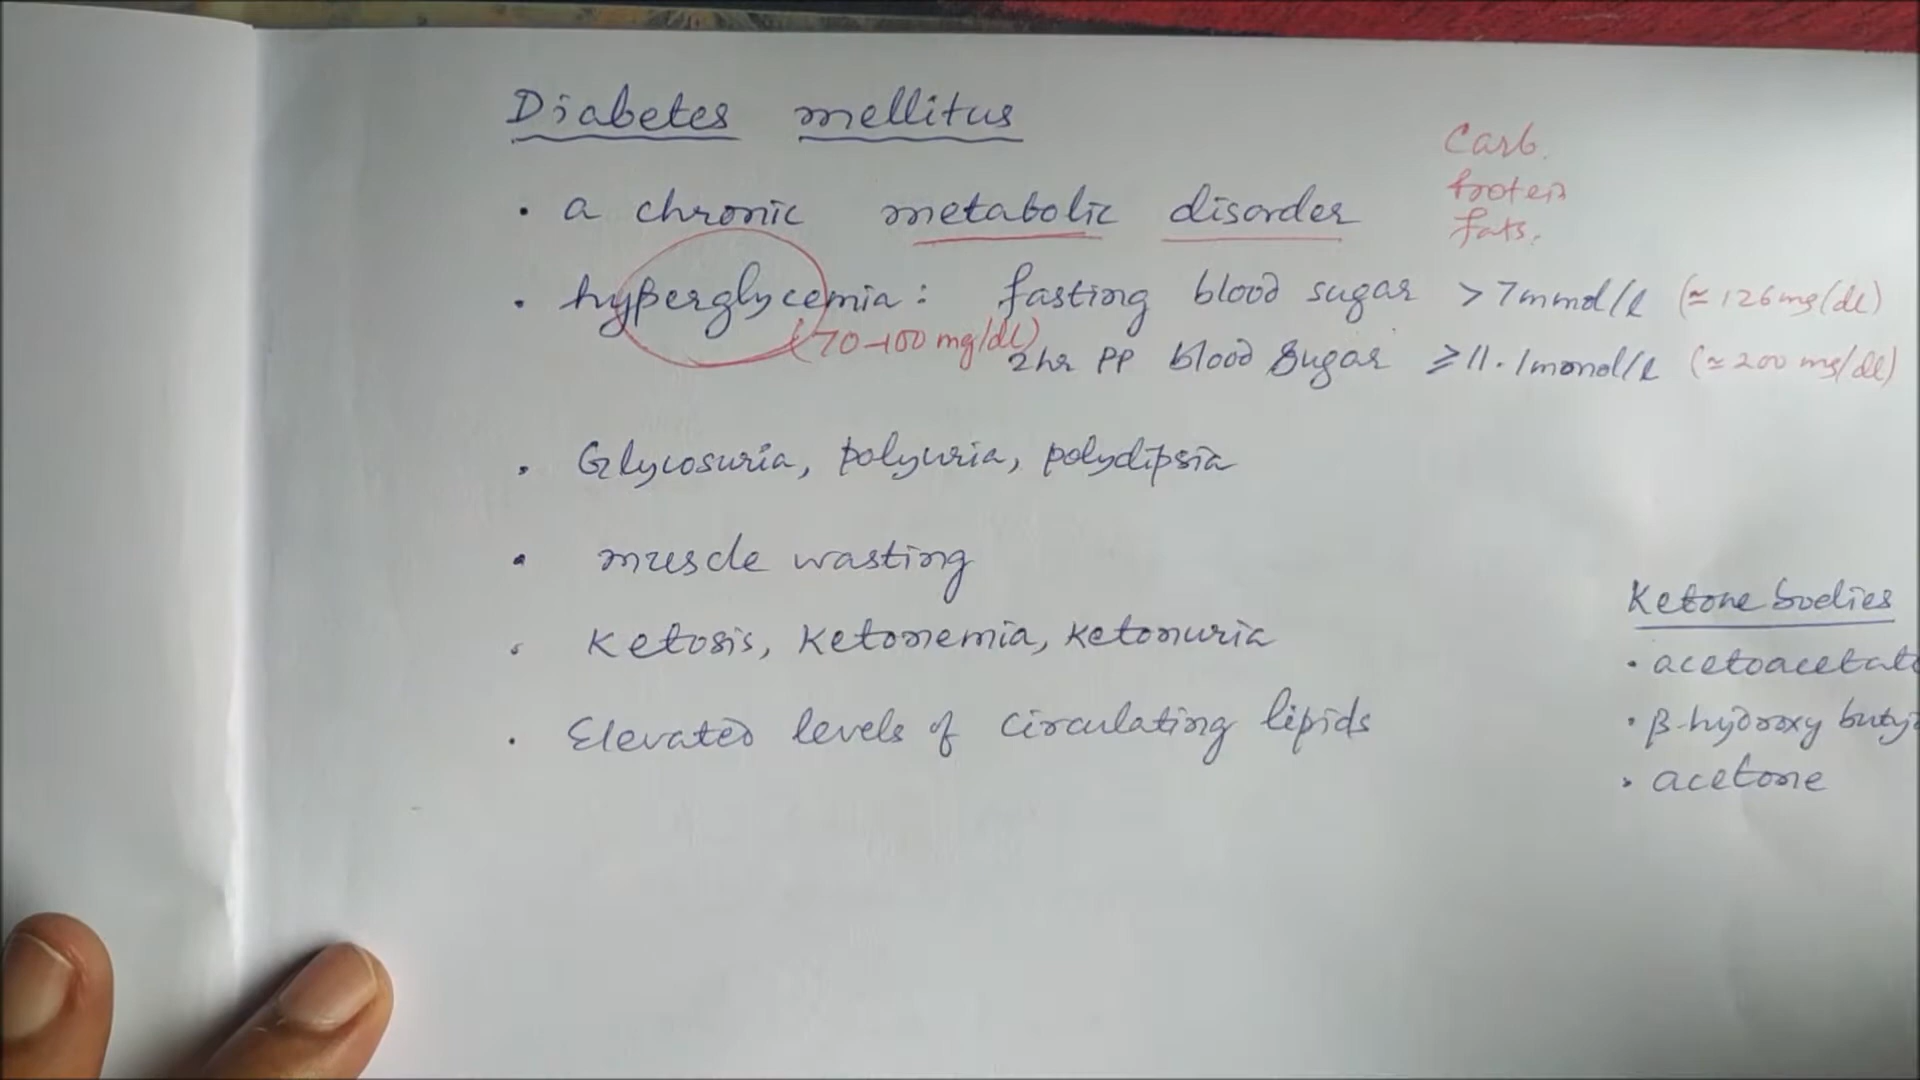 Diabetes mellitus
Carb.
protein
fats.
• a chronic metabolic disorder
• hyperglycemia: fasting blood sugar >7mmol/l (≃126mg/dl)
(70-100 mg/dl)
2hr PP blood sugar ≥11.1mmol/l (≃200 mg/dl)
• Glycosuria, polyuria, polydipsia
• muscle wasting
• Ketosis, Ketonemia, Ketonuria
• Elevated levels of circulating lipids
Ketone bodies
• acetoacetat
• β-hydroxy buty
• acetone